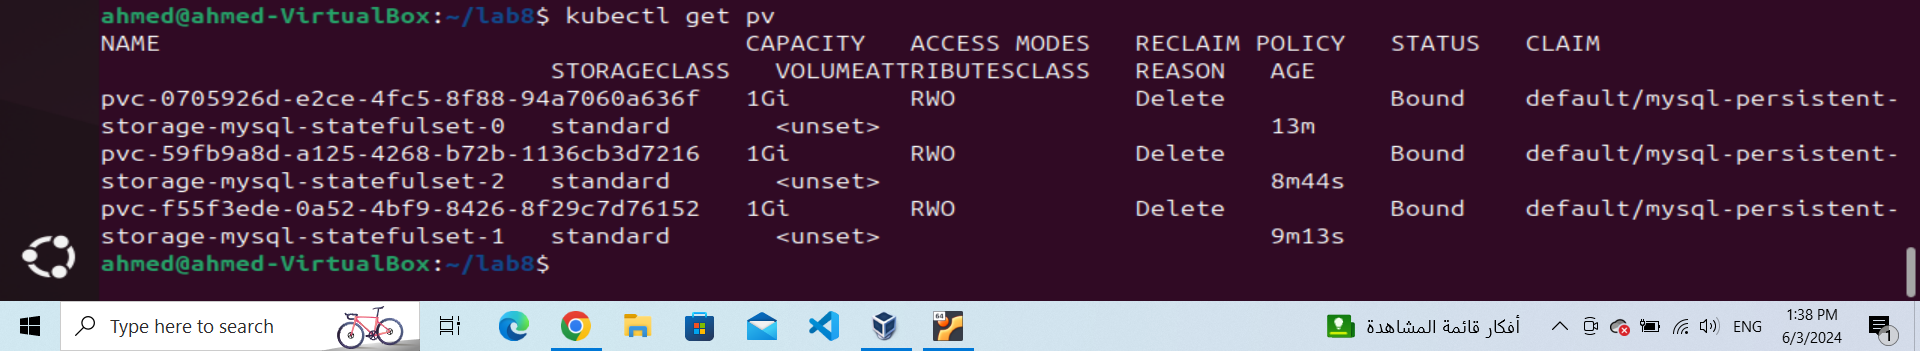 ahmed@ahmed-VirtualBox:~/lab8$ kubectl get pv
NAME                                       CAPACITY   ACCESS MODES   RECLAIM POLICY   STATUS   CLAIM
                              STORAGECLASS   VOLUMEATTRIBUTESCLASS   REASON   AGE
pvc-0705926d-e2ce-4fc5-8f88-94a7060a636f   1Gi        RWO            Delete           Bound    default/mysql-persistent-
storage-mysql-statefulset-0   standard       <unset>                          13m
pvc-59fb9a8d-a125-4268-b72b-1136cb3d7216   1Gi        RWO            Delete           Bound    default/mysql-persistent-
storage-mysql-statefulset-2   standard       <unset>                          8m44s
pvc-f55f3ede-0a52-4bf9-8426-8f29c7d76152   1Gi        RWO            Delete           Bound    default/mysql-persistent-
storage-mysql-statefulset-1   standard       <unset>                          9m13s
ahmed@ahmed-VirtualBox:~/lab8$
Type here to search
64
أفكار قائمة المشاهدة
ENG
1:38 PM
6/3/2024
1